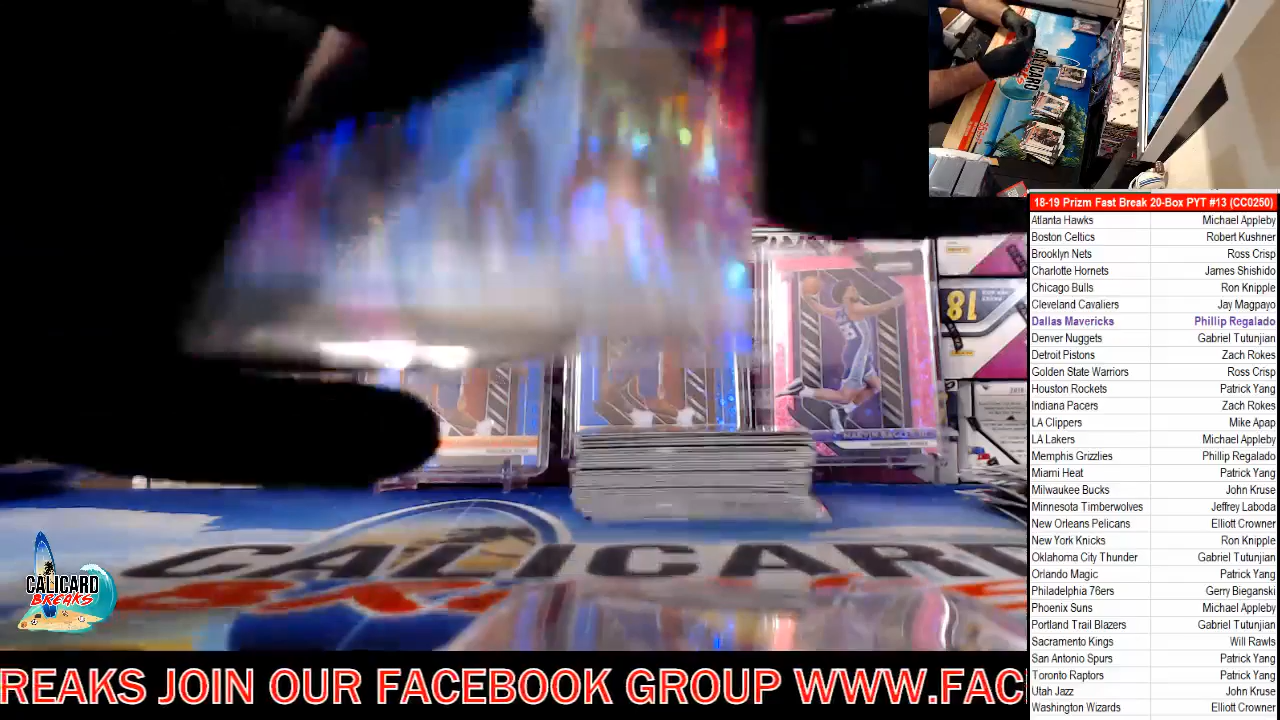 18-19 Prizm Fast Break 20-Box PYT #13 (CC0250)
Atlanta Hawks Michael Appleby
Boston Celtics Robert Kushner
Brooklyn Nets Ross Crisp
Charlotte Hornets James Shishido
Chicago Bulls Ron Knipple
Cleveland Cavaliers Jay Magpayo
Dallas Mavericks Phillip Regalado
Denver Nuggets Gabriel Tutunjian
Detroit Pistons Zach Rokes
Golden State Warriors Ross Crisp
Houston Rockets Patrick Yang
Indiana Pacers Zach Rokes
LA Clippers Mike Apap
LA Lakers Michael Appleby
Memphis Grizzlies Phillip Regalado
Miami Heat Patrick Yang
Milwaukee Bucks John Kruse
Minnesota Timberwolves Jeffrey Laboda
New Orleans Pelicans Elliott Crowner
New York Knicks Ron Knipple
Oklahoma City Thunder Gabriel Tutunjian
Orlando Magic Patrick Yang
Philadelphia 76ers Gerry Bieganski
Phoenix Suns Michael Appleby
Portland Trail Blazers Gabriel Tutunjian
Sacramento Kings Will Rawls
San Antonio Spurs Patrick Yang
Toronto Raptors Patrick Yang
Utah Jazz John Kruse
Washington Wizards Elliott Crowner
18
CALICARD
CALICARD
BREAKS
REAKS JOIN OUR FACEBOOK GROUP WWW.FAC